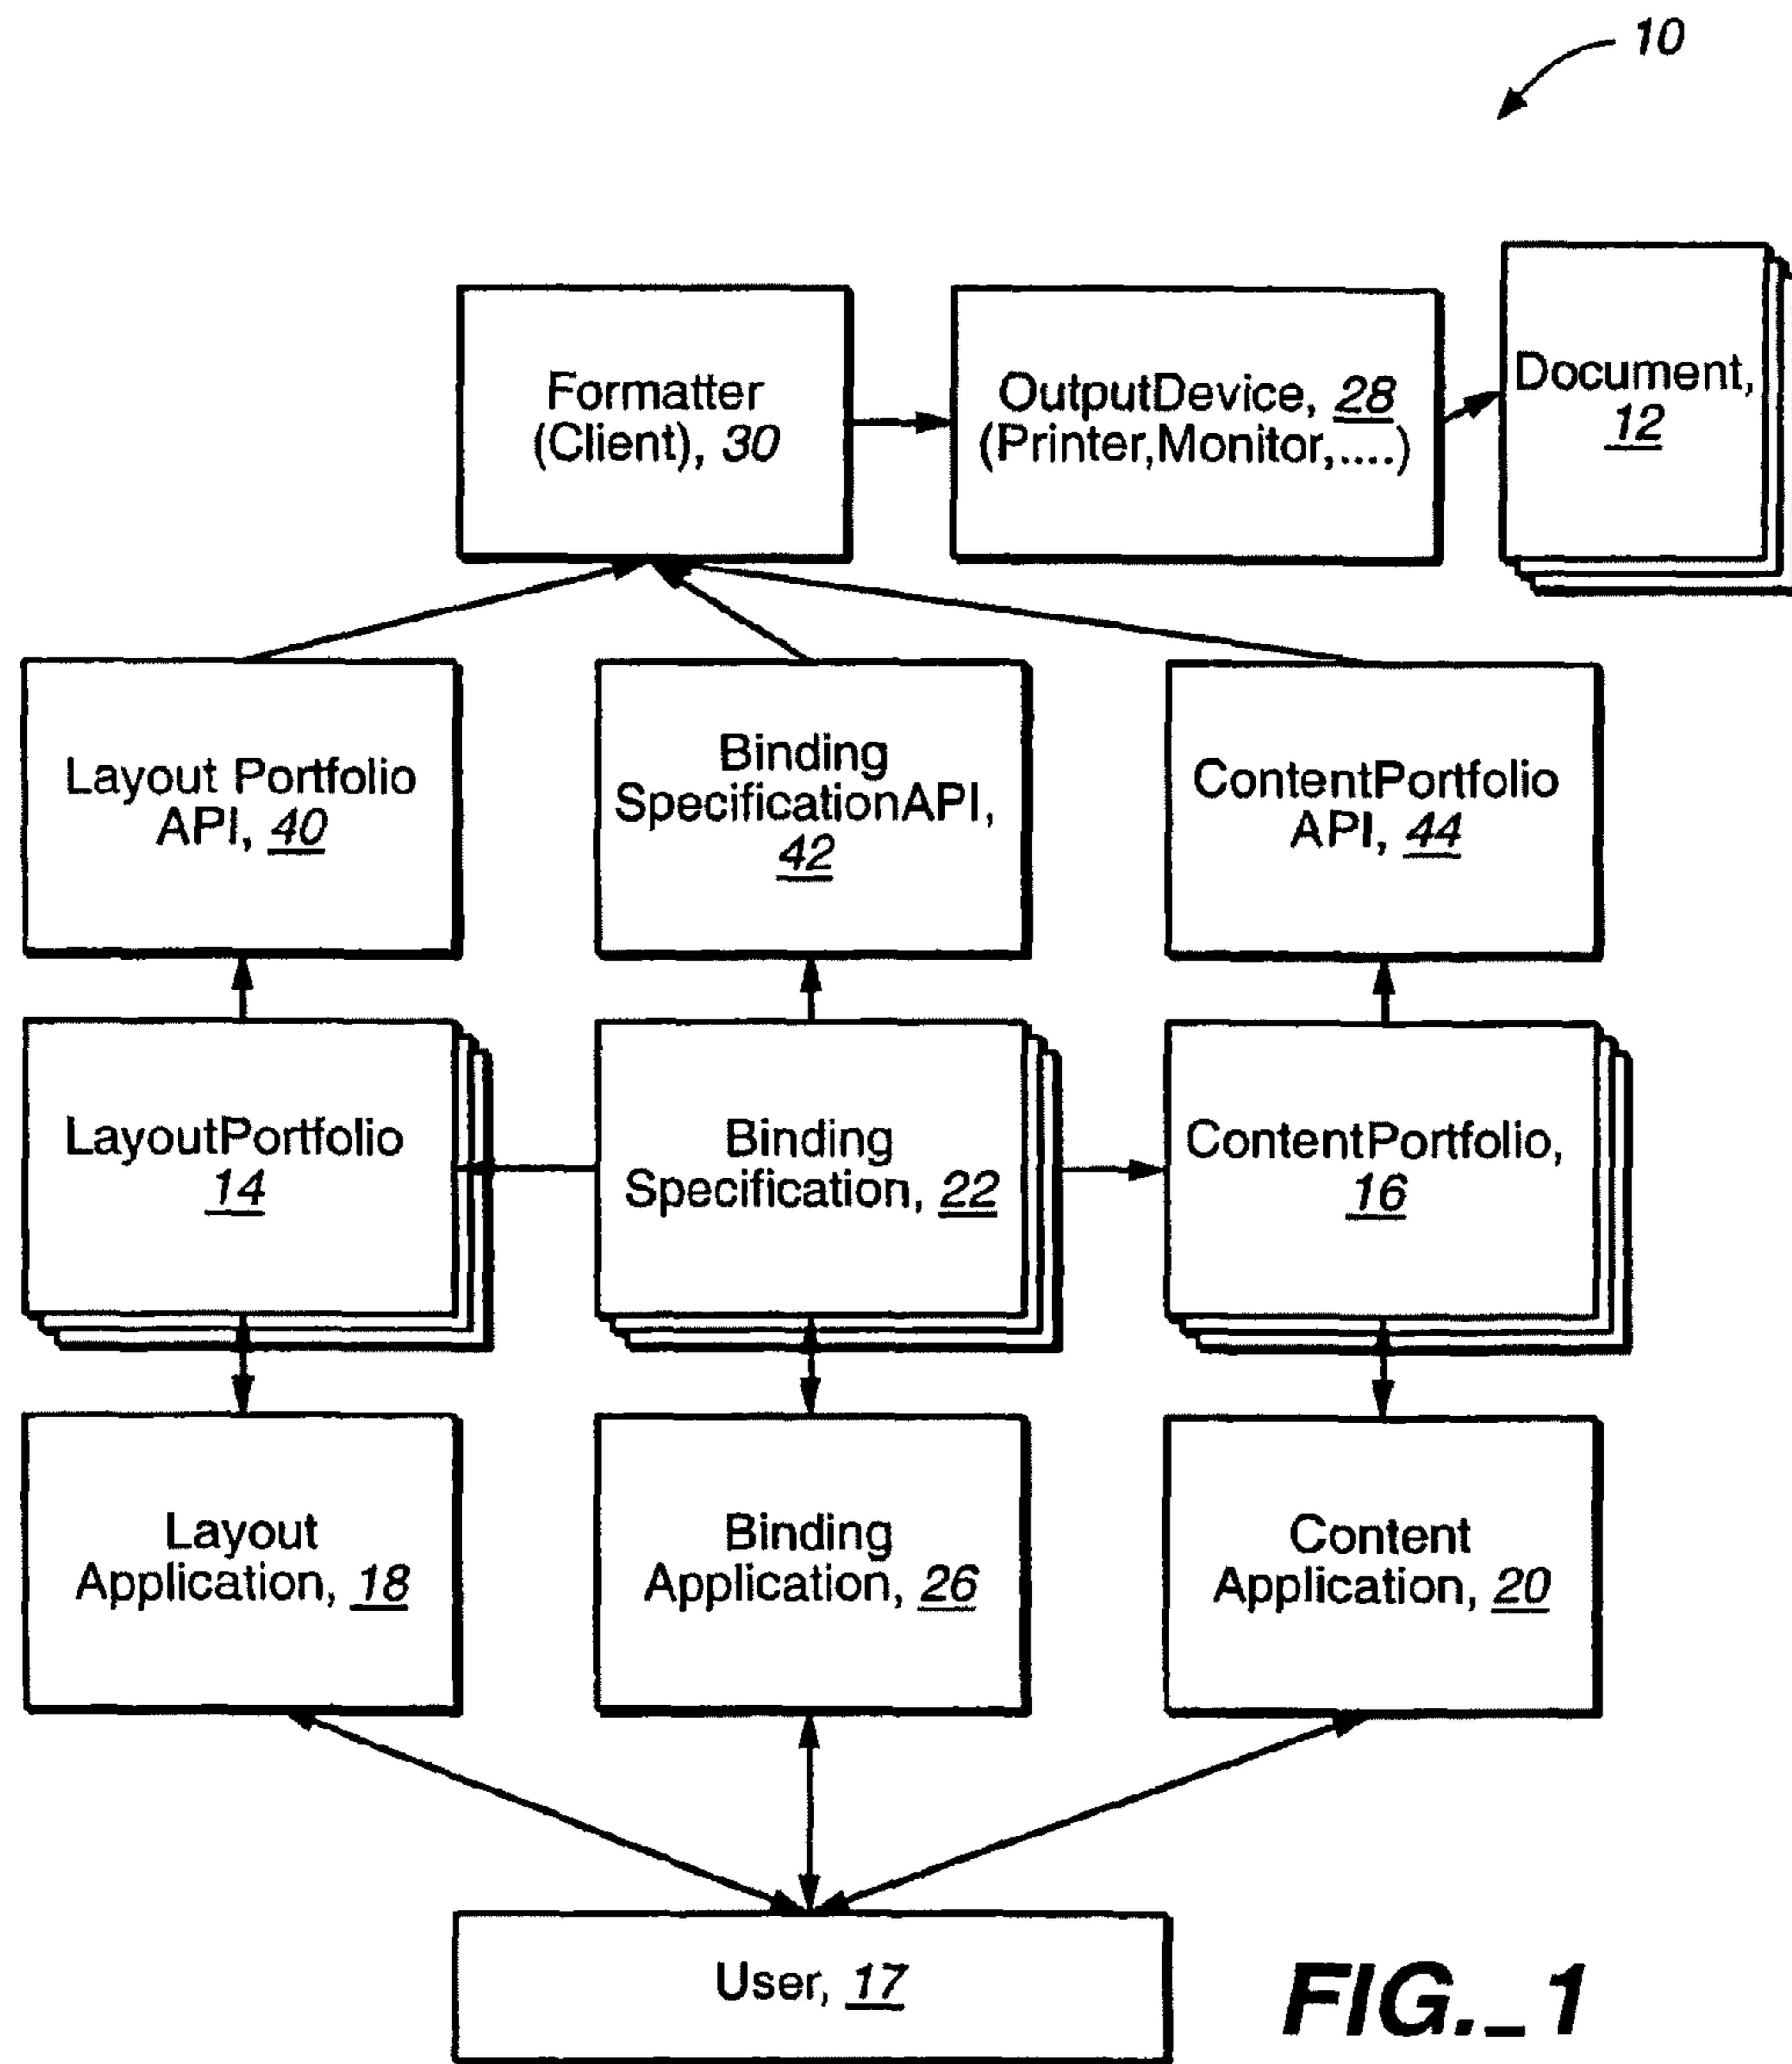 10
Formatter
(Client), 30
OutputDevice, 28
(Printer,Monitor,....)
Document,
12
Layout Portfolio
API, 40
Binding
SpecificationAPI,
42
ContentPortfolio
API, 44
LayoutPortfolio
14
Binding
Specification, 22
ContentPortfolio,
16
Layout
Application, 18
Binding
Application, 26
Content
Application, 20
User, 17
FIG._1